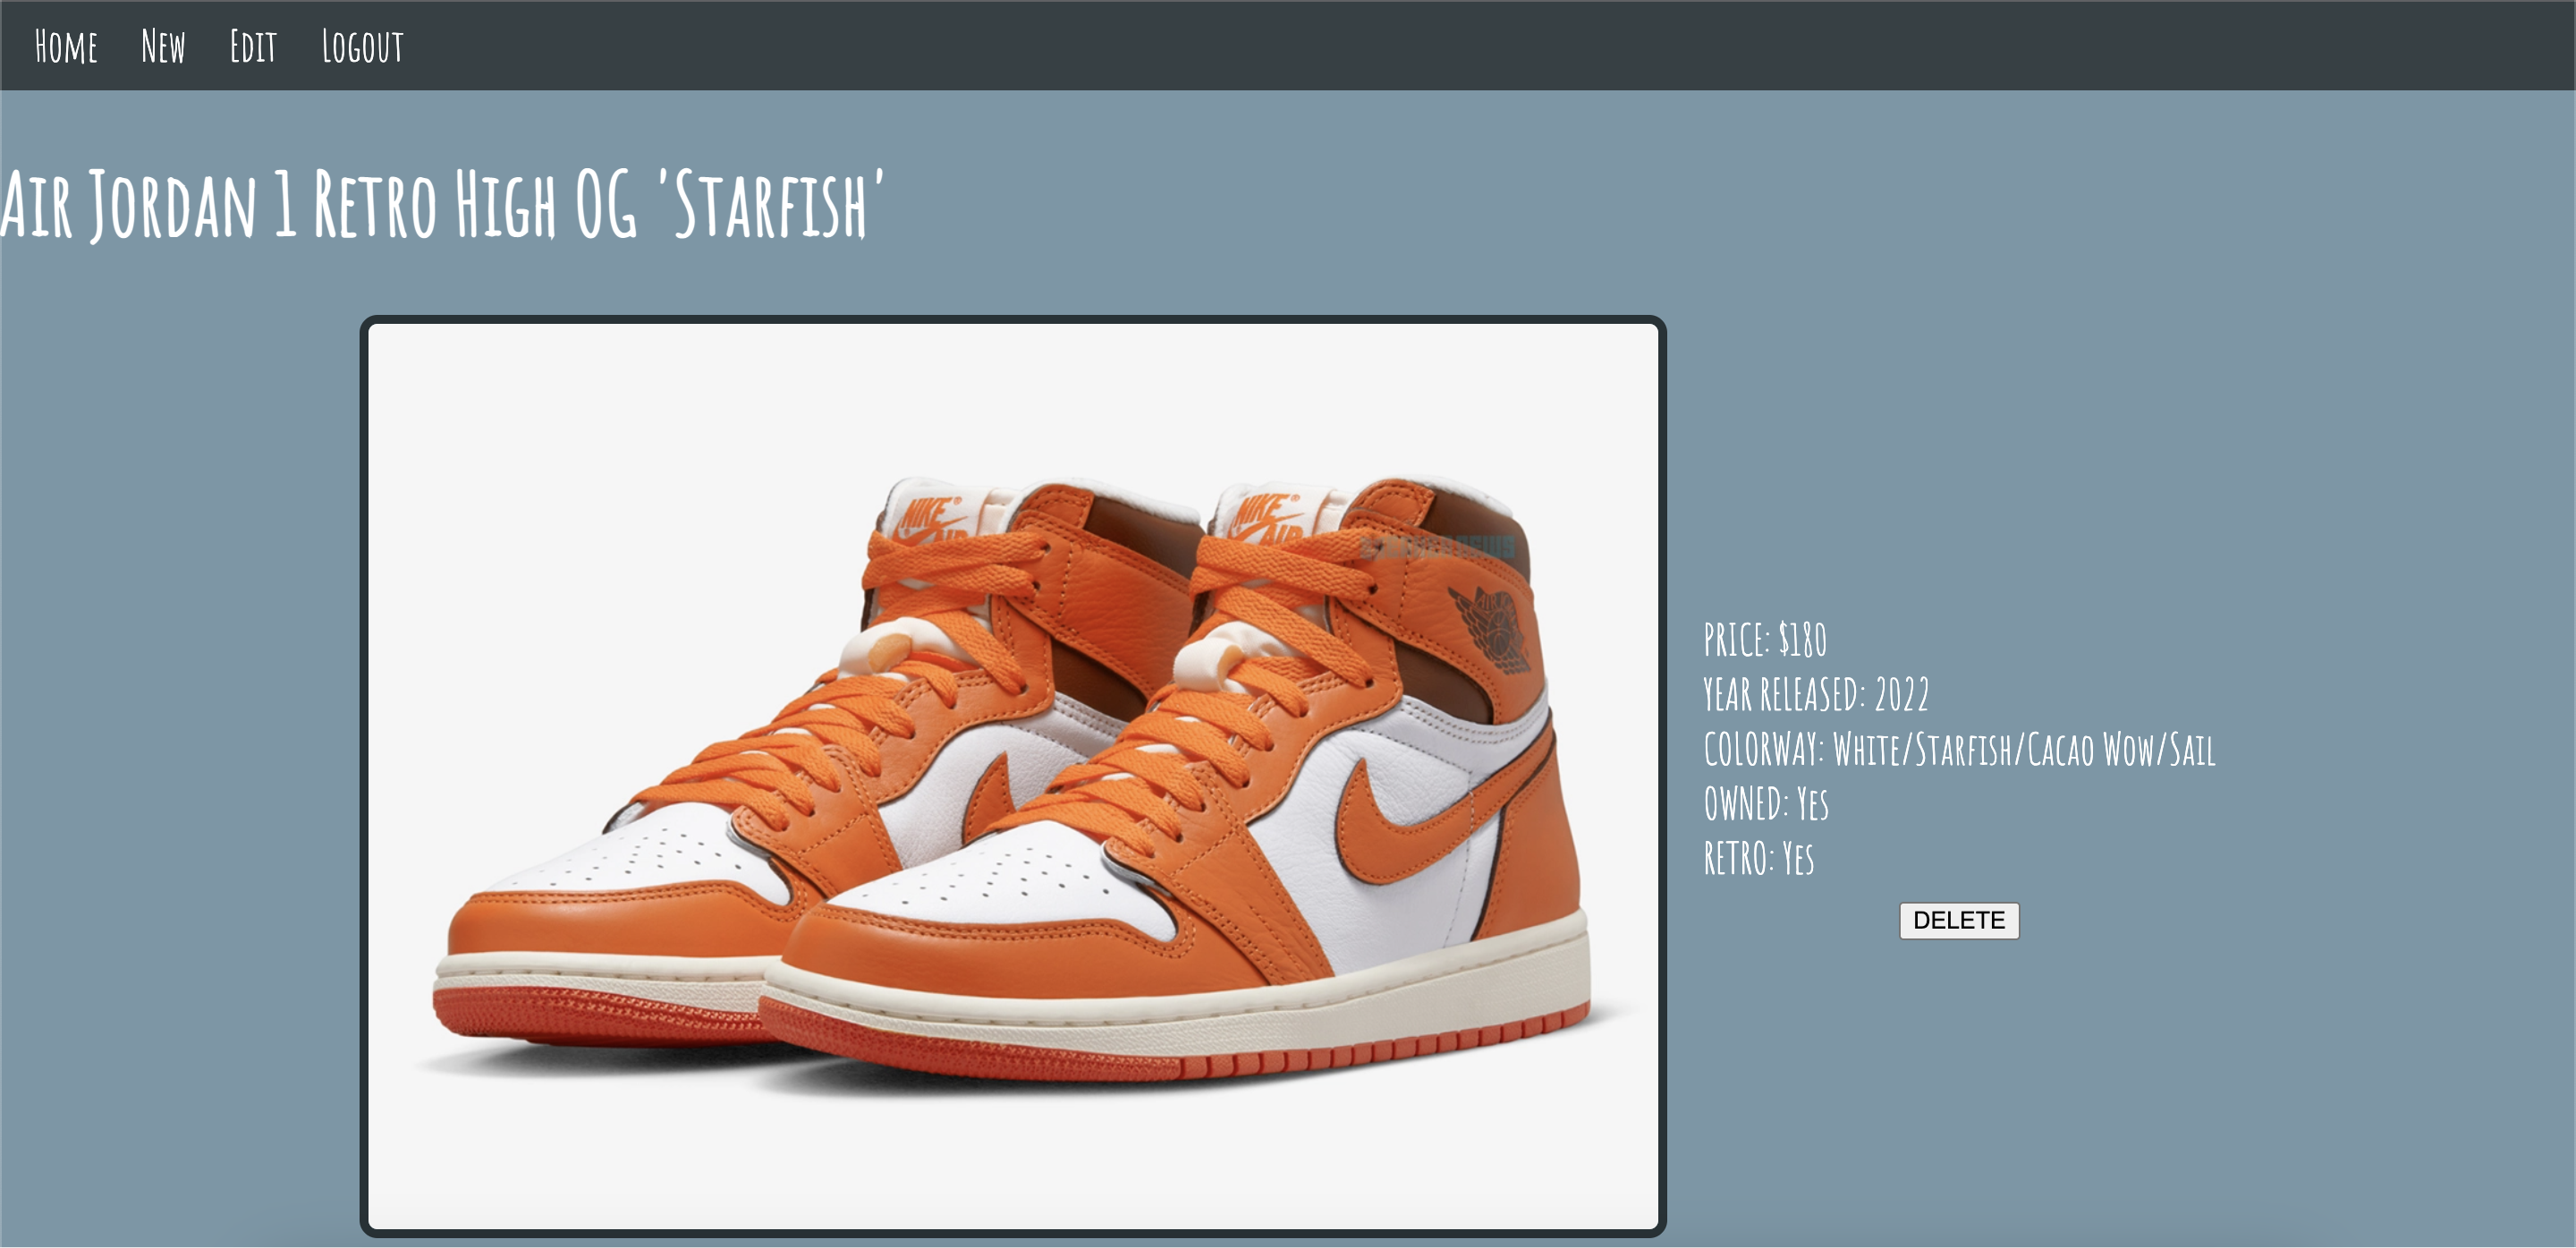 Home New Edit Logout
Air Jordan 1 Retro High OG 'Starfish'
NIKE
AIR
NIKE
AIR
PRICE: $180
YEAR RELEASED: 2022
COLORWAY: White/Starfish/Cacao Wow/Sail
OWNED: Yes
RETRO: Yes
DELETE